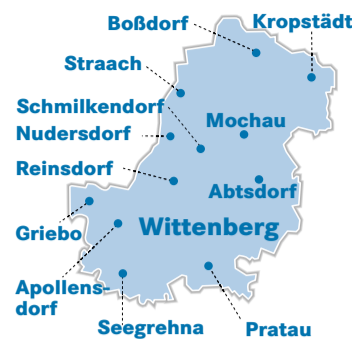 Boßdorf
Kropstädt
Straach
Schmilkendorf
Mochau
Nudersdorf
Reinsdorf
Abtsdorf
Griebo
Wittenberg
Apollens-
dorf
Seegrehna
Pratau